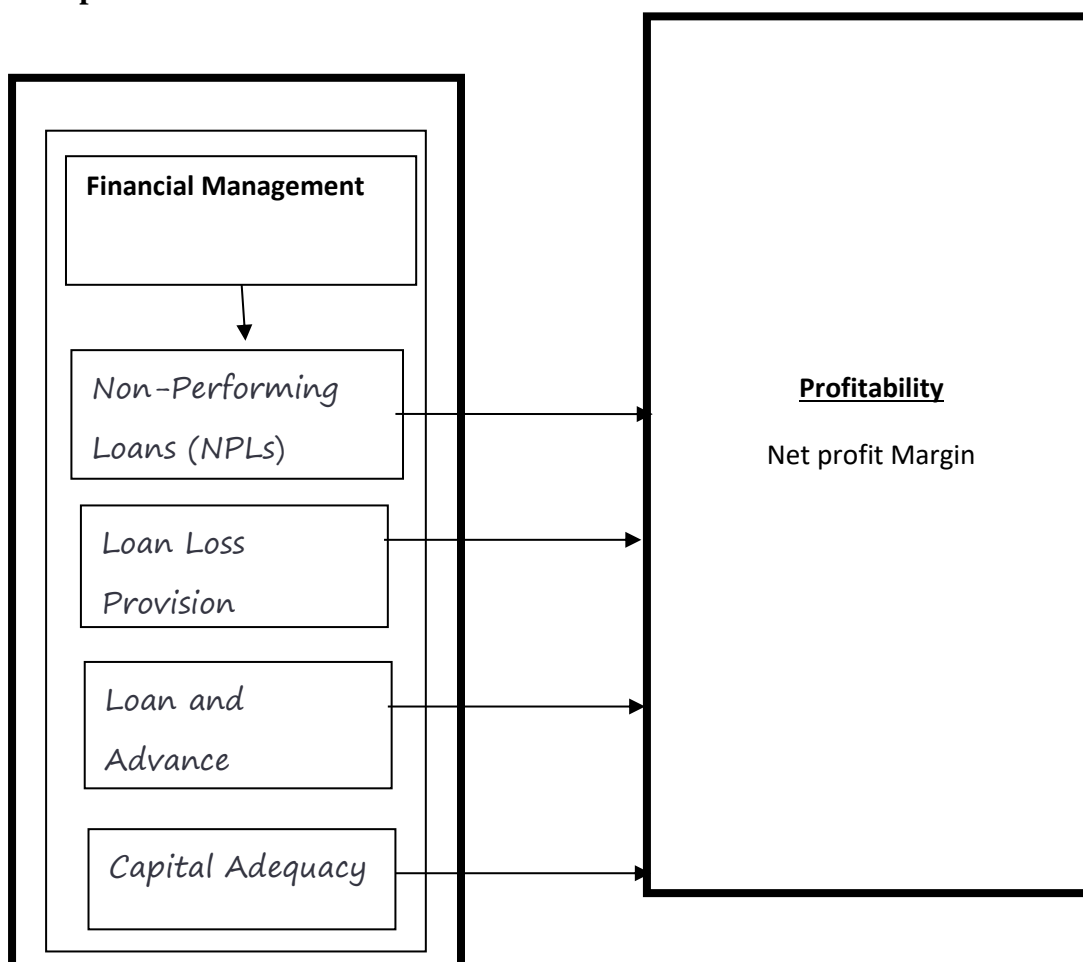 Financial Management
Non-Performing
Loans (NPLs)
Loan Loss
Provision
Loan and
Advance
Capital Adequacy
Profitability
Net profit Margin